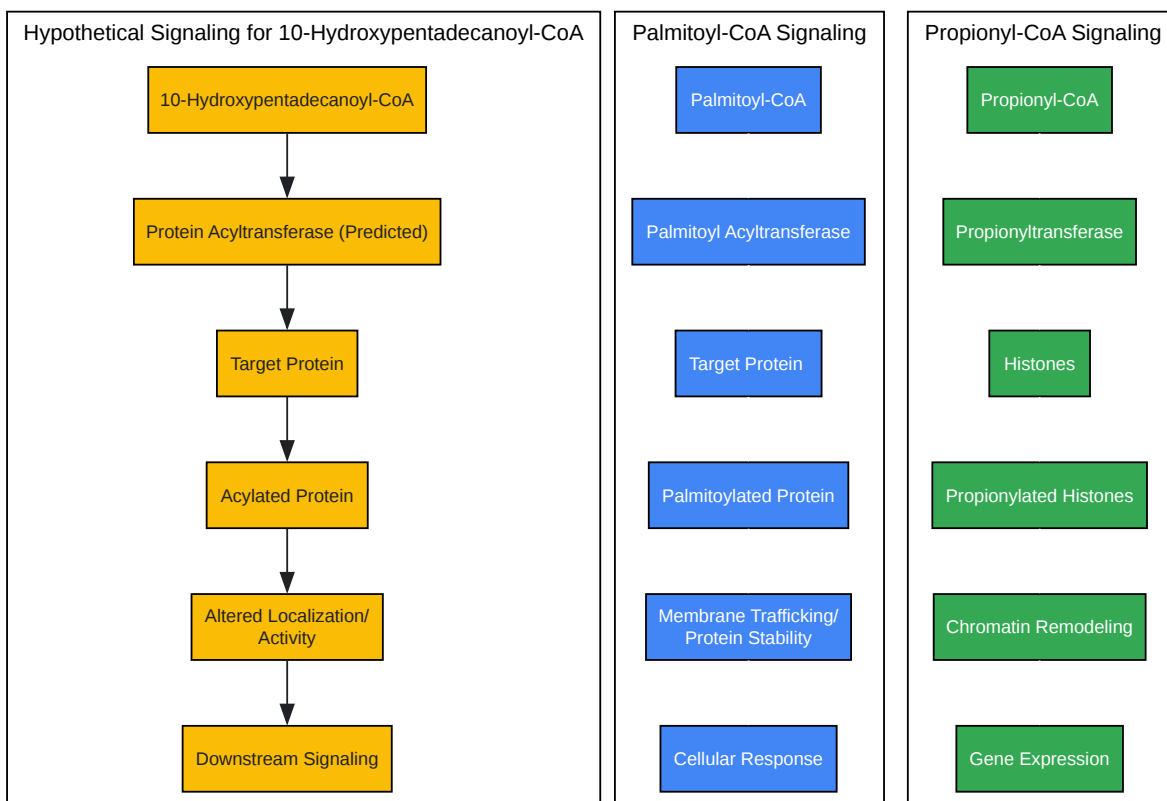 Hypothetical Signaling for 10-Hydroxypentadecanoyl-CoA
10-Hydroxypentadecanoyl-CoA
Protein Acyltransferase (Predicted)
Target Protein
Acylated Protein
Altered Localization/
Activity
Downstream Signaling
Palmitoyl-CoA Signaling
Palmitoyl-CoA
Palmitoyl Acyltransferase
Target Protein
Palmitoylated Protein
Membrane Trafficking/
Protein Stability
Cellular Response
Propionyl-CoA Signaling
Propionyl-CoA
Propionyltransferase
Histones
Propionylated Histones
Chromatin Remodeling
Gene Expression